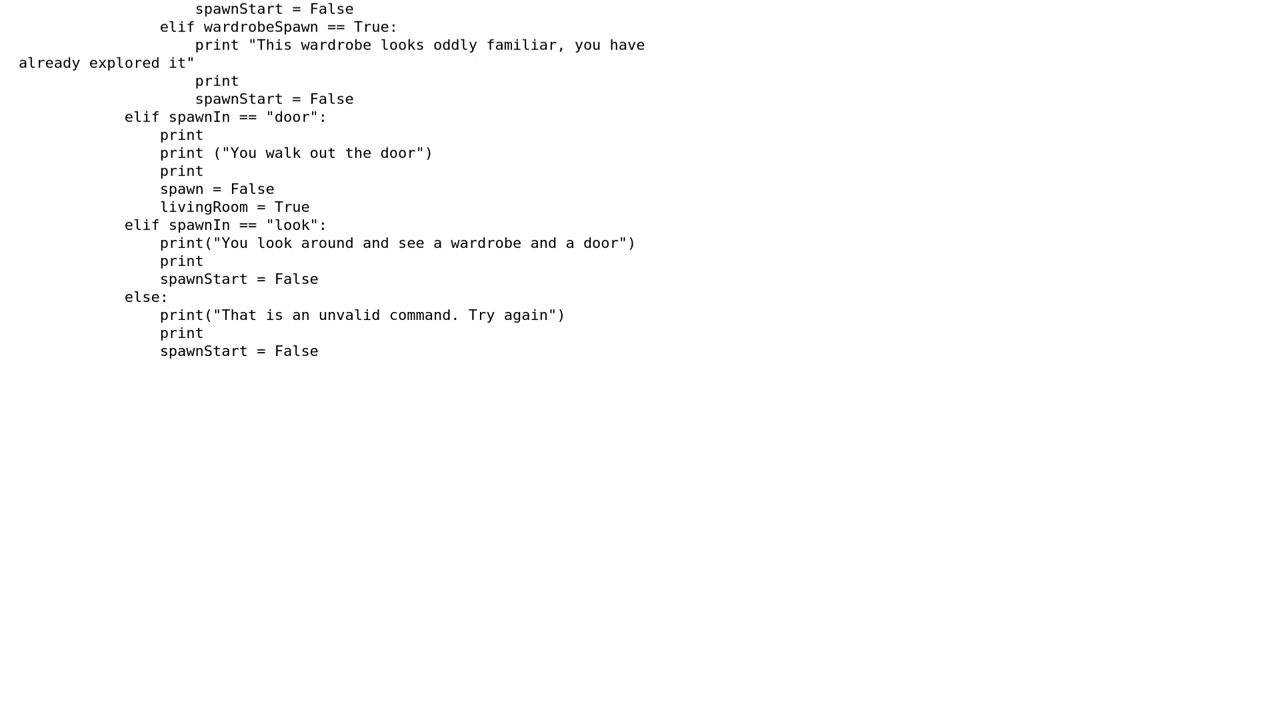 spawnStart = False
                elif wardrobeSpawn == True:
                    print "This wardrobe looks oddly familiar, you have
already explored it"
                    print
                    spawnStart = False
            elif spawnIn == "door":
                print
                print ("You walk out the door")
                print
                spawn = False
                livingRoom = True
            elif spawnIn == "look":
                print("You look around and see a wardrobe and a door")
                print
                spawnStart = False
            else:
                print("That is an unvalid command. Try again")
                print
                spawnStart = False